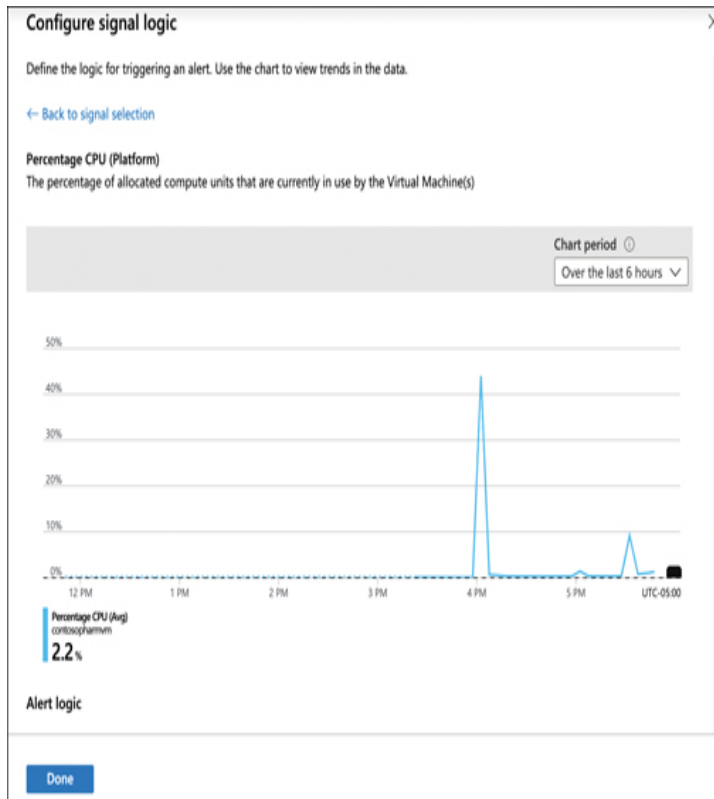 Configure signal logic
Define the logic for triggering an alert. Use the chart to view trends in the data.
← Back to signal selection
Percentage CPU (Platform)
The percentage of allocated compute units that are currently in use by the Virtual Machine(s)
Chart period
Over the last 6 hours
50%
40%
30%
20%
10%
0%
12 PM 1 PM 2 PM 3 PM 4 PM 5 PM UTC-05:00
Percentage CPU (Avg)
contosopharmvm
2.2 %
Alert logic
Done